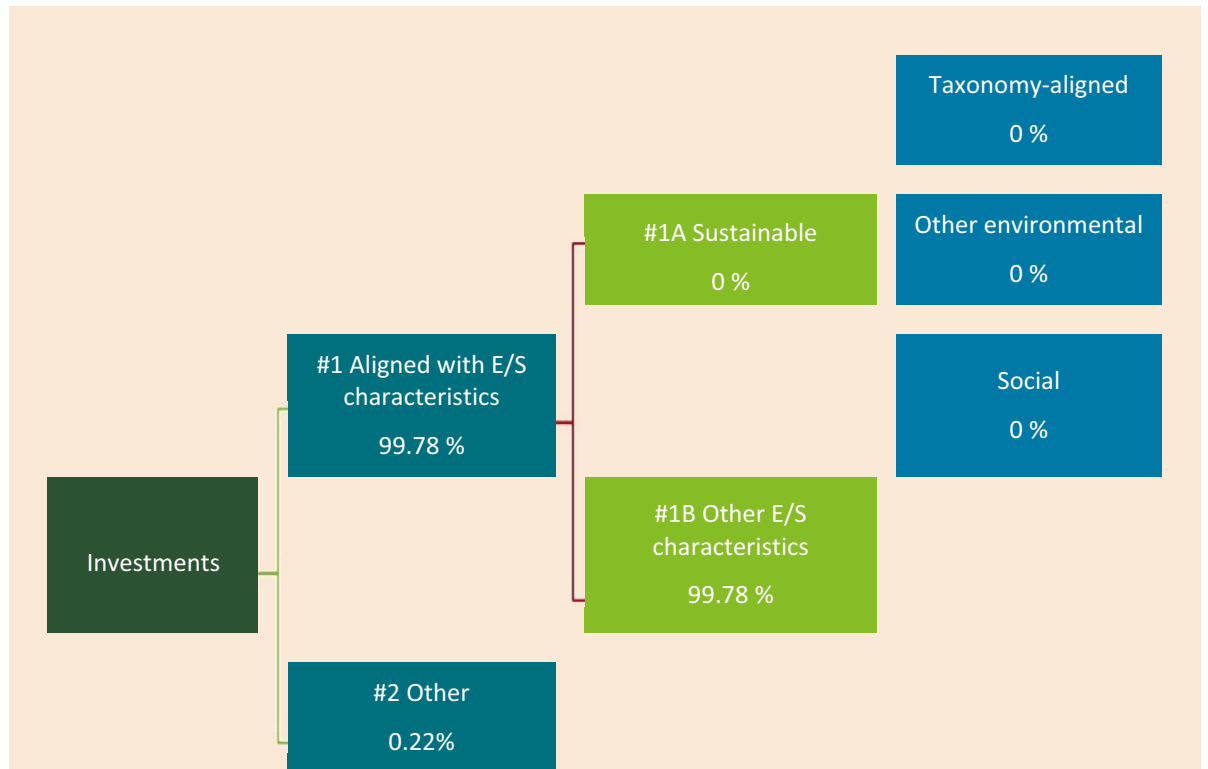 Taxonomy-aligned
0 %
#1A Sustainable
0 %
Other environmental
0 %
#1 Aligned with E/S
characteristics
99.78 %
Social
0 %
Investments
#1B Other E/S
characteristics
99.78 %
#2 Other
0.22%